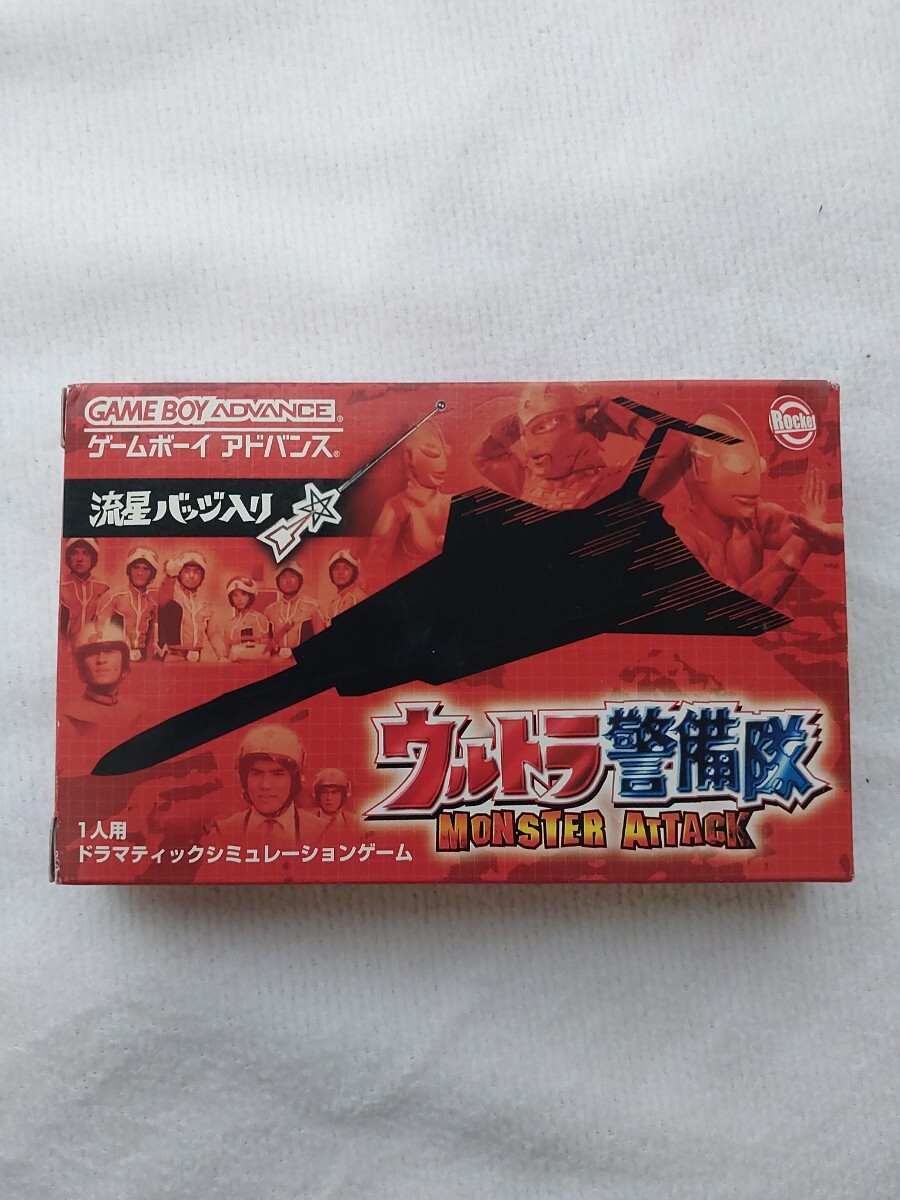 GAME BOY ADVANCE®
ゲームボーイ アドバンス®
Rocket
流星バッヂ入り
ウルトラ警備隊
MONSTER ATTACK
1人用
ドラマティックシミュレーションゲーム